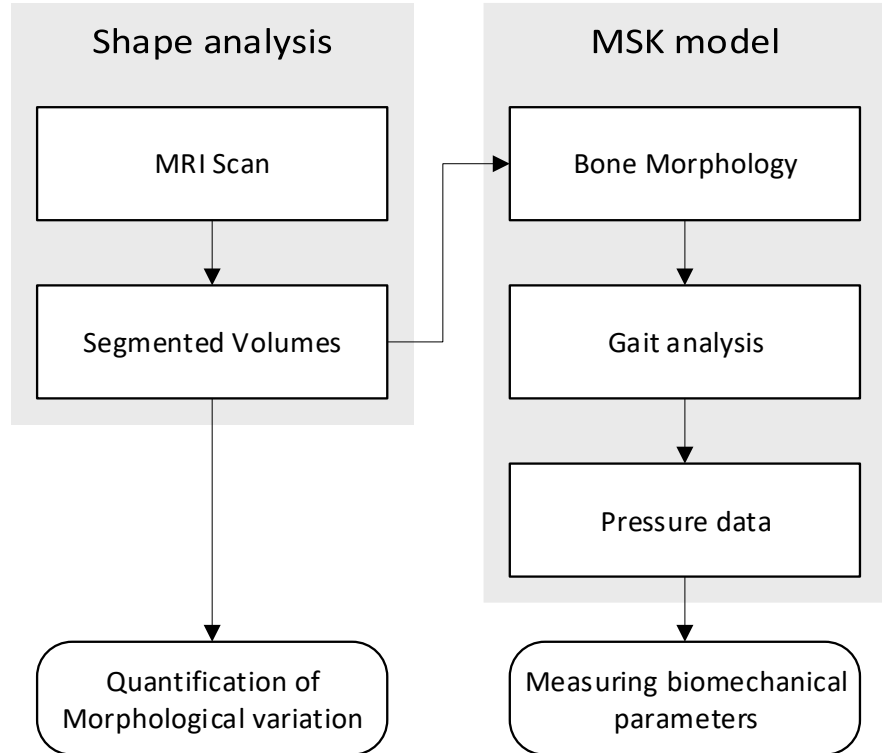 Shape analysis
MRI Scan
Segmented Volumes
Quantification of
Morphological variation
MSK model
Bone Morphology
Gait analysis
Pressure data
Measuring biomechanical
parameters